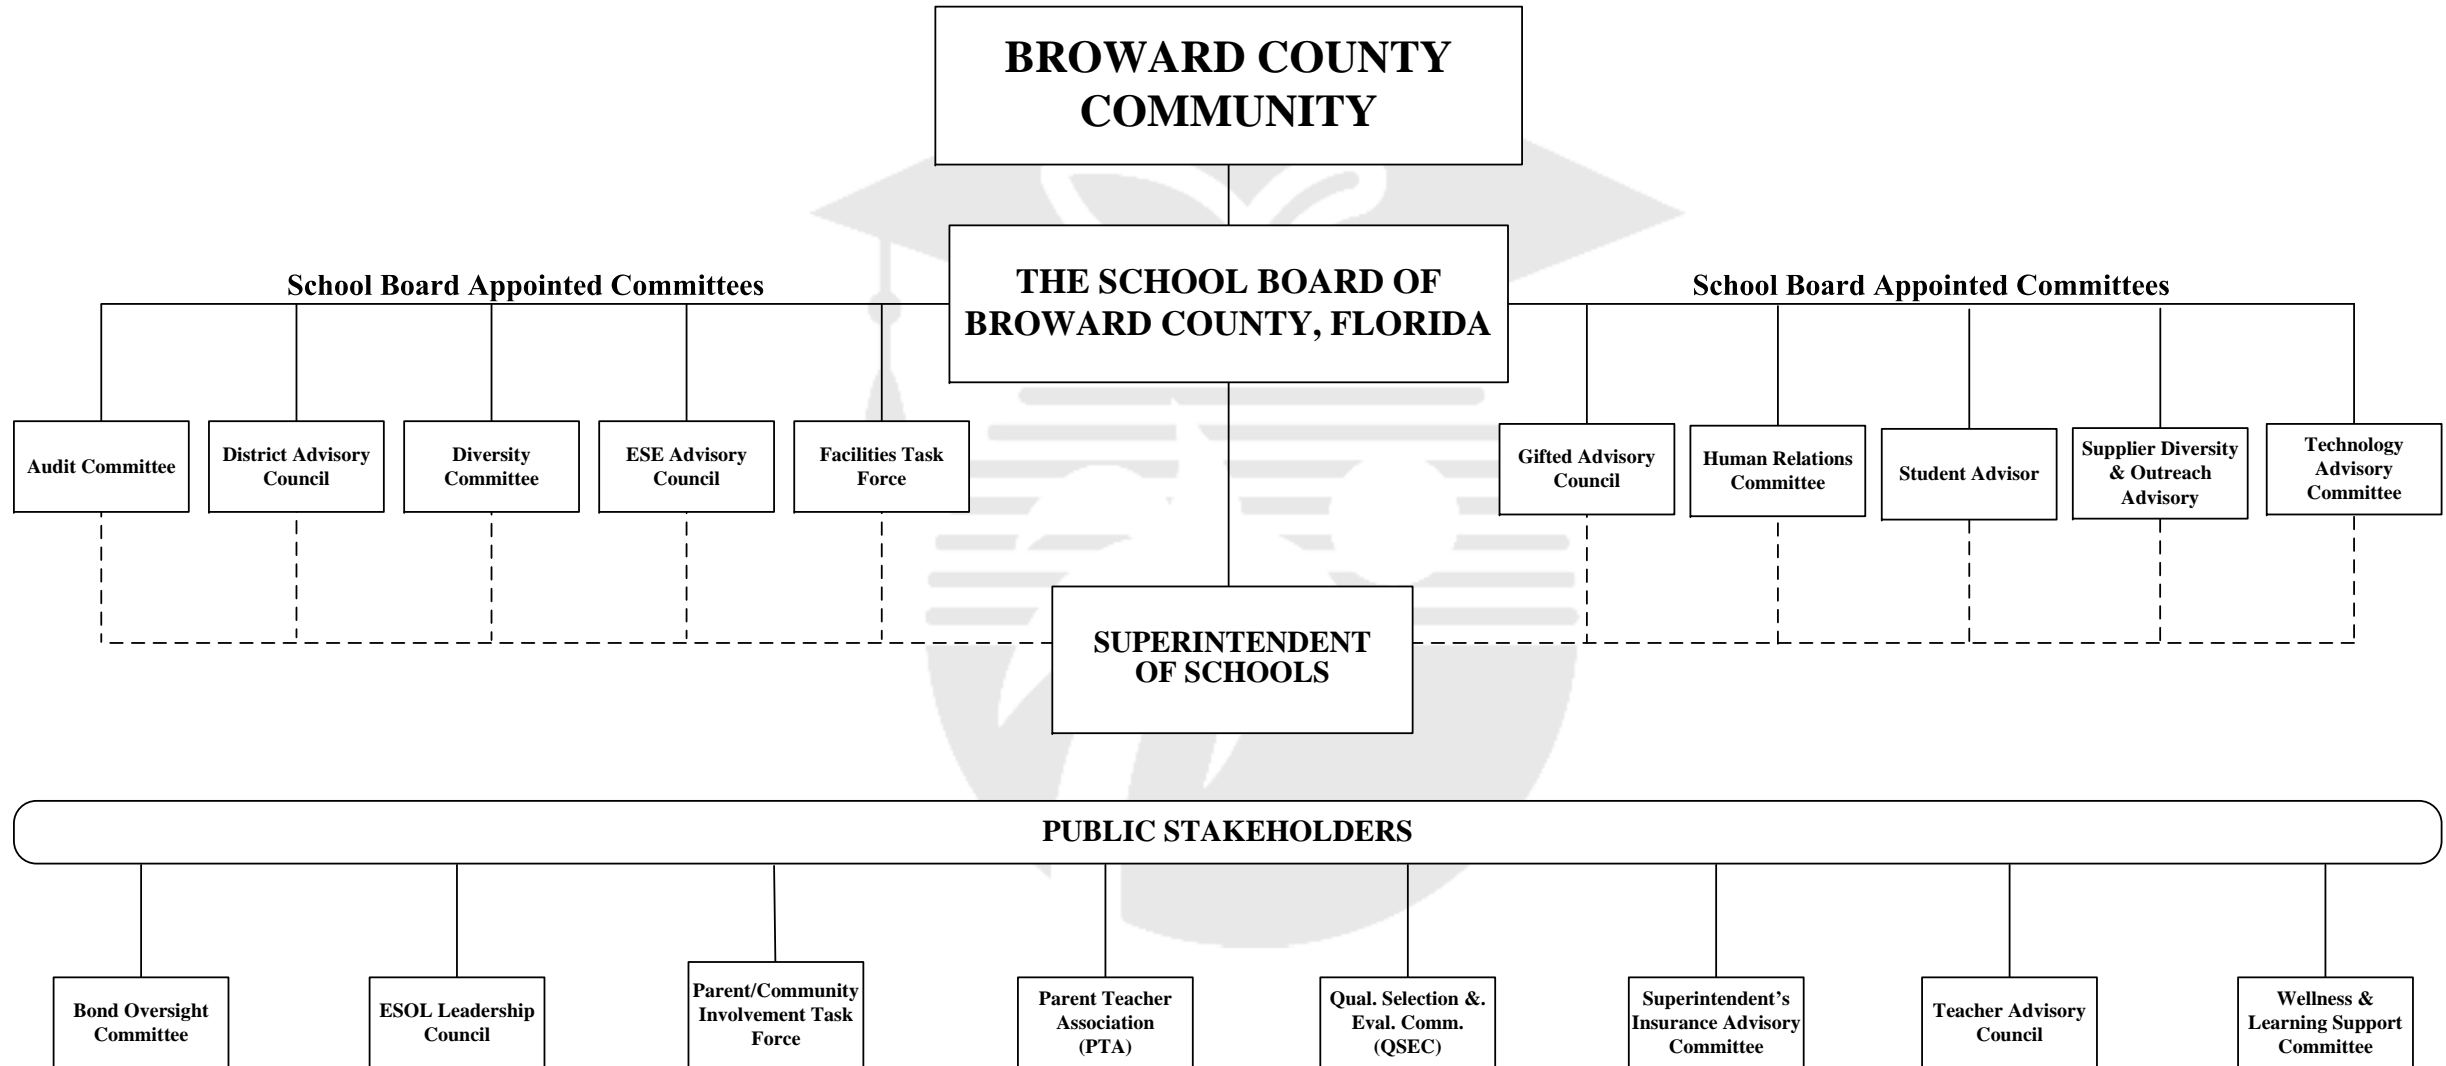 BROWARD COUNTY
COMMUNITY
THE SCHOOL BOARD OF
BROWARD COUNTY, FLORIDA
School Board Appointed Committees
School Board Appointed Committees
Audit Committee
District Advisory
Council
Diversity
Committee
ESE Advisory
Council
Facilities Task
Force
Gifted Advisory
Council
Human Relations
Committee
Student Advisor
Supplier Diversity
& Outreach
Advisory
Technology
Advisory
Committee
SUPERINTENDENT
OF SCHOOLS
PUBLIC STAKEHOLDERS
Bond Oversight
Committee
ESOL Leadership
Council
Parent/Community
Involvement Task
Force
Parent Teacher
Association
(PTA)
Qual. Selection &.
Eval. Comm.
(QSEC)
Superintendent’s
Insurance Advisory
Committee
Teacher Advisory
Council
Wellness &
Learning Support
Committee